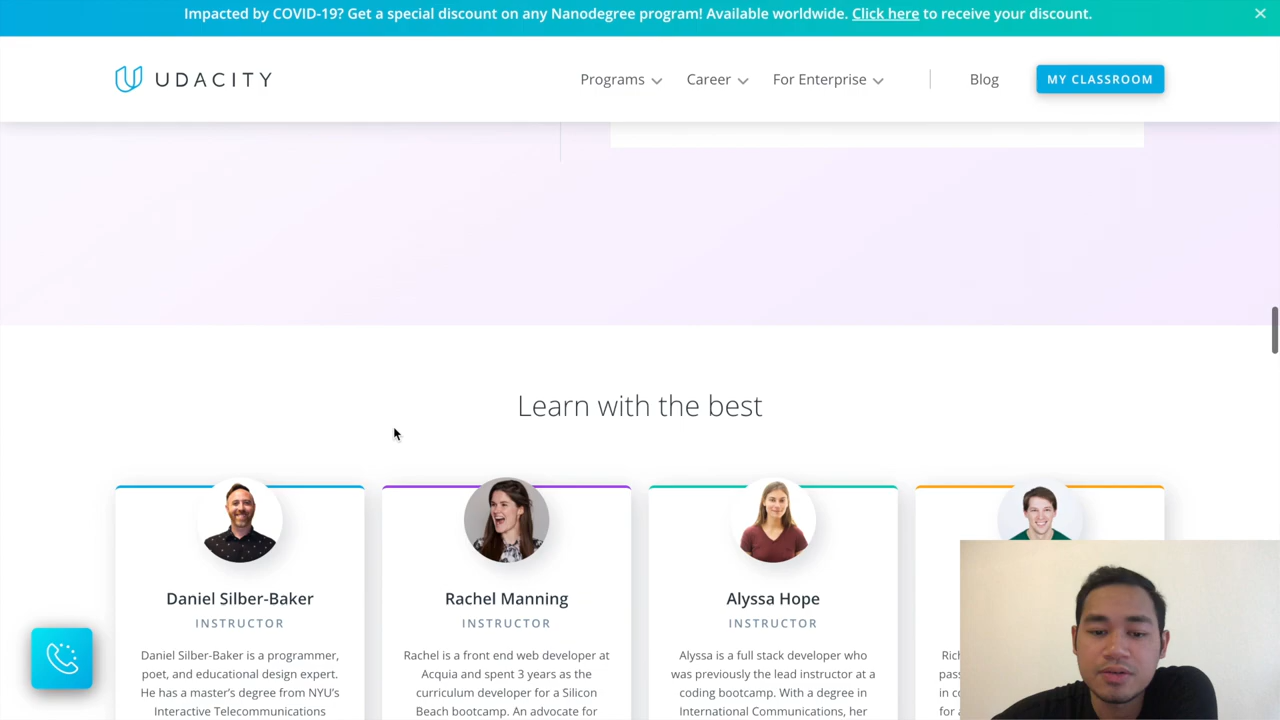 Impacted by COVID-19? Get a special discount on any Nanodegree program! Available worldwide. Click here to receive your discount.
UDACITY
Programs
Career
For Enterprise
Blog
MY CLASSROOM
Learn with the best
Daniel Silber-Baker
INSTRUCTOR
Daniel Silber-Baker is a programmer,
poet, and educational design expert.
He has a master's degree from NYU's
Interactive Telecommunications
Rachel Manning
INSTRUCTOR
Rachel is a front end web developer at
Acquia and spent 3 years as the
curriculum developer for a Silicon
Beach bootcamp. An advocate for
Alyssa Hope
INSTRUCTOR
Alyssa is a full stack developer who
was previously the lead instructor at a
coding bootcamp. With a degree in
International Communications, her